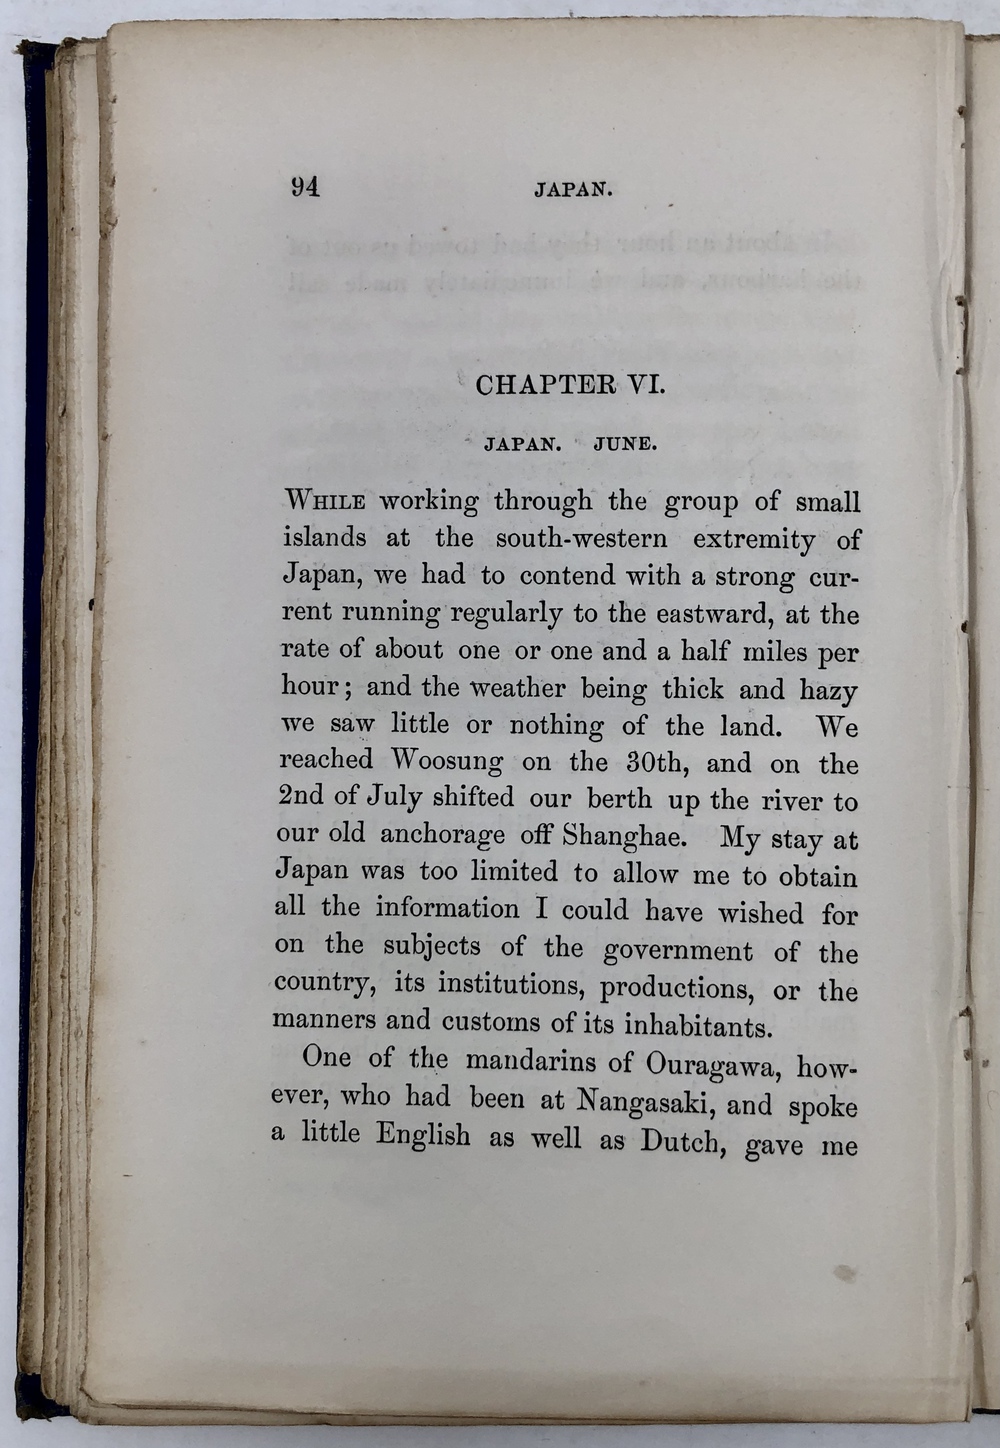 94 JAPAN.
CHAPTER VI.
JAPAN. JUNE.
WHILE working through the group of small
islands at the south-western extremity of
Japan, we had to contend with a strong cur-
rent running regularly to the eastward, at the
rate of about one or one and a half miles per
hour; and the weather being thick and hazy
we saw little or nothing of the land. We
reached Woosung on the 30th, and on the
2nd of July shifted our berth up the river to
our old anchorage off Shanghae. My stay at
Japan was too limited to allow me to obtain
all the information I could have wished for
on the subjects of the government of the
country, its institutions, productions, or the
manners and customs of its inhabitants.
One of the mandarins of Ouragawa, how-
ever, who had been at Nangasaki, and spoke
a little English as well as Dutch, gave me